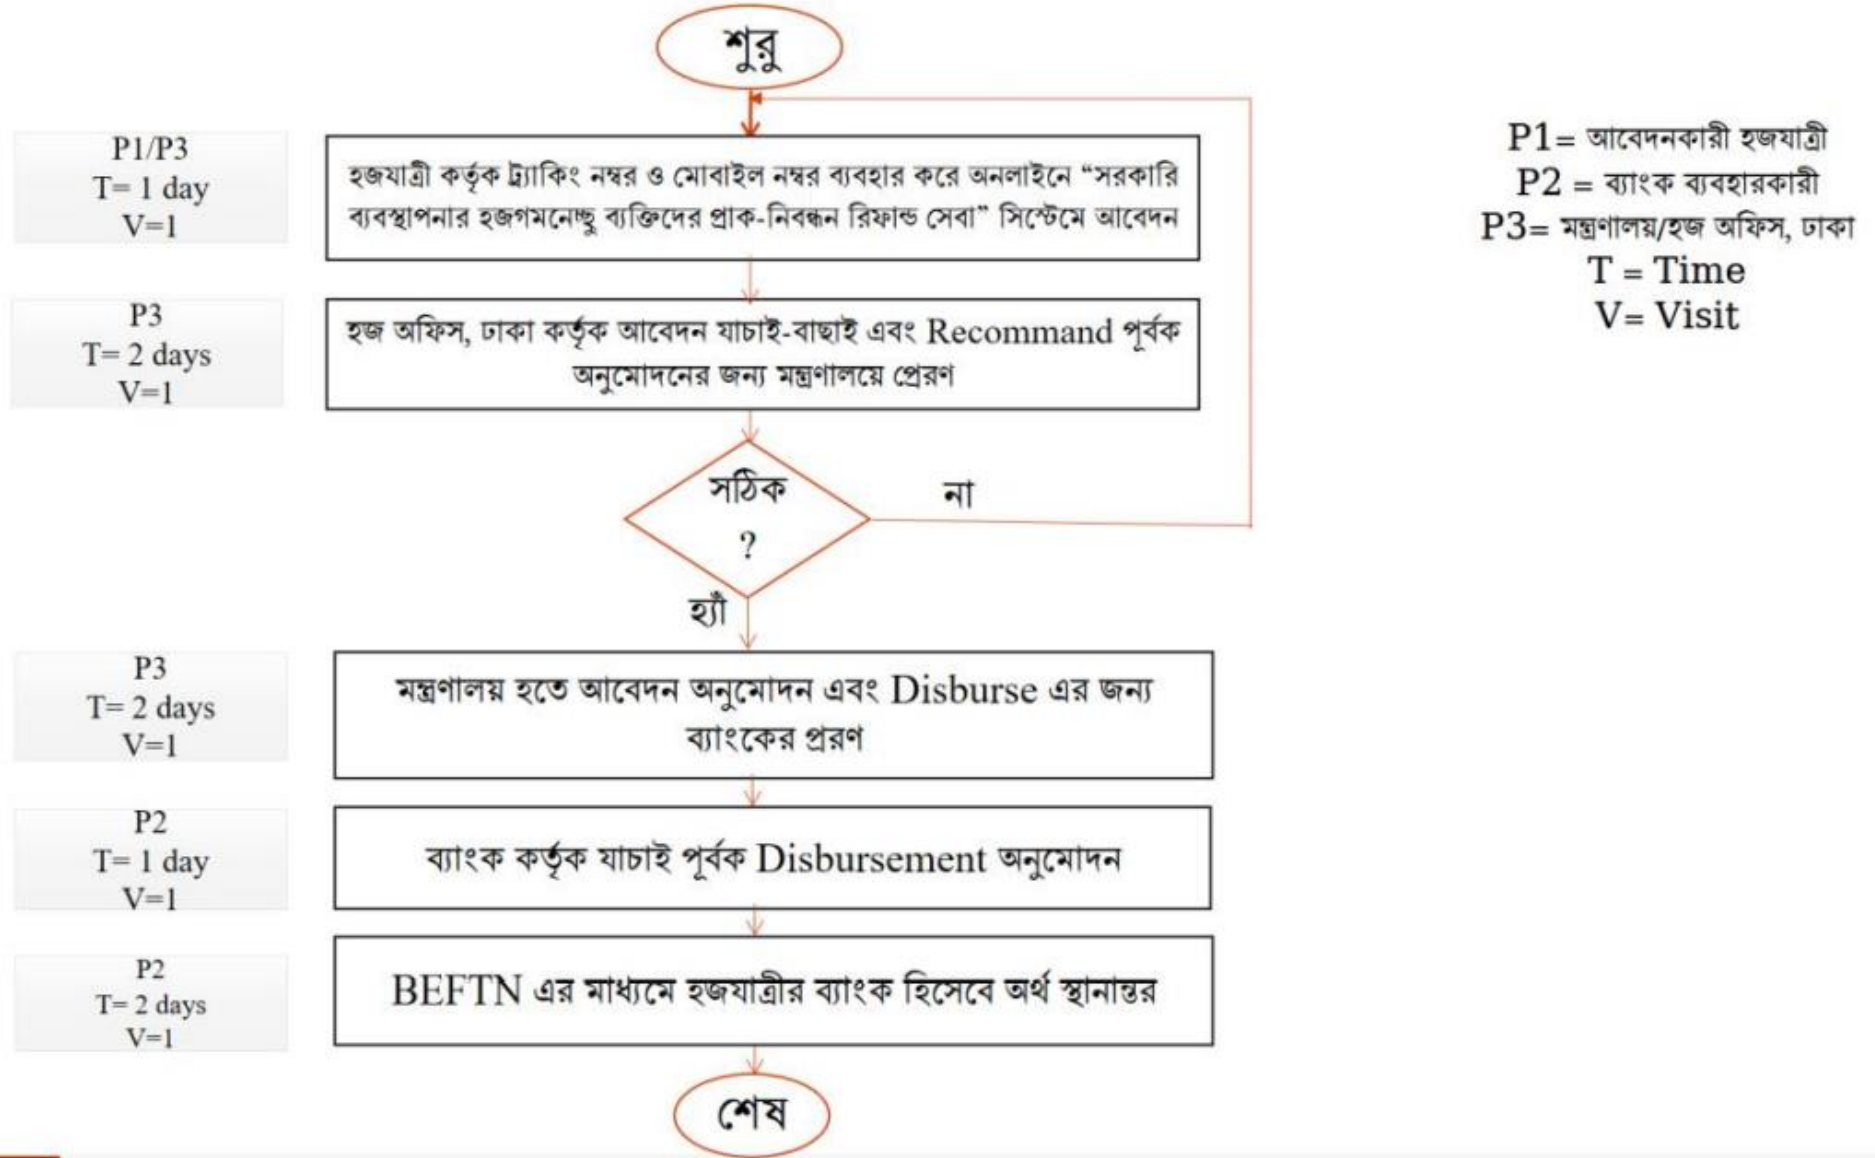 শুরু
P1/P3
T= 1 day
V=1
হজযাত্রী কর্তৃক ট্র্যাকিং নম্বর ও মোবাইল নম্বর ব্যবহার করে অনলাইনে “সরকারি
ব্যবস্থাপনার হজগমনেচ্ছু ব্যক্তিদের প্রাক-নিবন্ধন রিফান্ড সেবা” সিস্টেমে আবেদন
P1= আবেদনকারী হজযাত্রী
P2 = ব্যাংক ব্যবহারকারী
P3= মন্ত্রণালয়/হজ অফিস, ঢাকা
T = Time
V= Visit
P3
T= 2 days
V=1
হজ অফিস, ঢাকা কর্তৃক আবেদন যাচাই-বাছাই এবং Recommand পূর্বক
অনুমোদনের জন্য মন্ত্রণালয়ে প্রেরণ
সঠিক
?
না
হ্যাঁ
P3
T= 2 days
V=1
মন্ত্রণালয় হতে আবেদন অনুমোদন এবং Disburse এর জন্য
ব্যাংকের প্ররণ
P2
T= 1 day
V=1
ব্যাংক কর্তৃক যাচাই পূর্বক Disbursement অনুমোদন
P2
T= 2 days
V=1
BEFTN এর মাধ্যমে হজযাত্রীর ব্যাংক হিসেবে অর্থ স্থানান্তর
শেষ